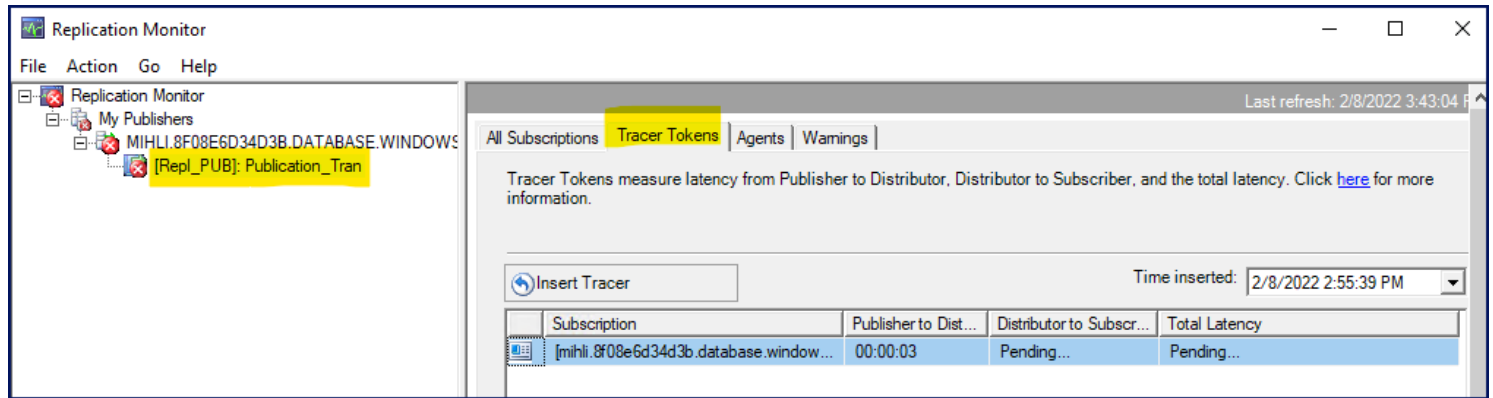 Replication Monitor
File Action Go Help
Replication Monitor
My Publishers
MIHLI.8F08E6D34D3B.DATABASE.WINDOWS
[Repl_PUB]: Publication_Tran
Last refresh: 2/8/2022 3:43:04
All Subscriptions Tracer Tokens Agents Warnings
Tracer Tokens measure latency from Publisher to Distributor, Distributor to Subscriber, and the total latency. Click here for more
information.
Insert Tracer
Time inserted: 2/8/2022 2:55:39 PM
Subscription Publisher to Dist... Distributor to Subscr... Total Latency
[mihli.8f08e6d34d3b.database.window... 00:00:03 Pending... Pending...